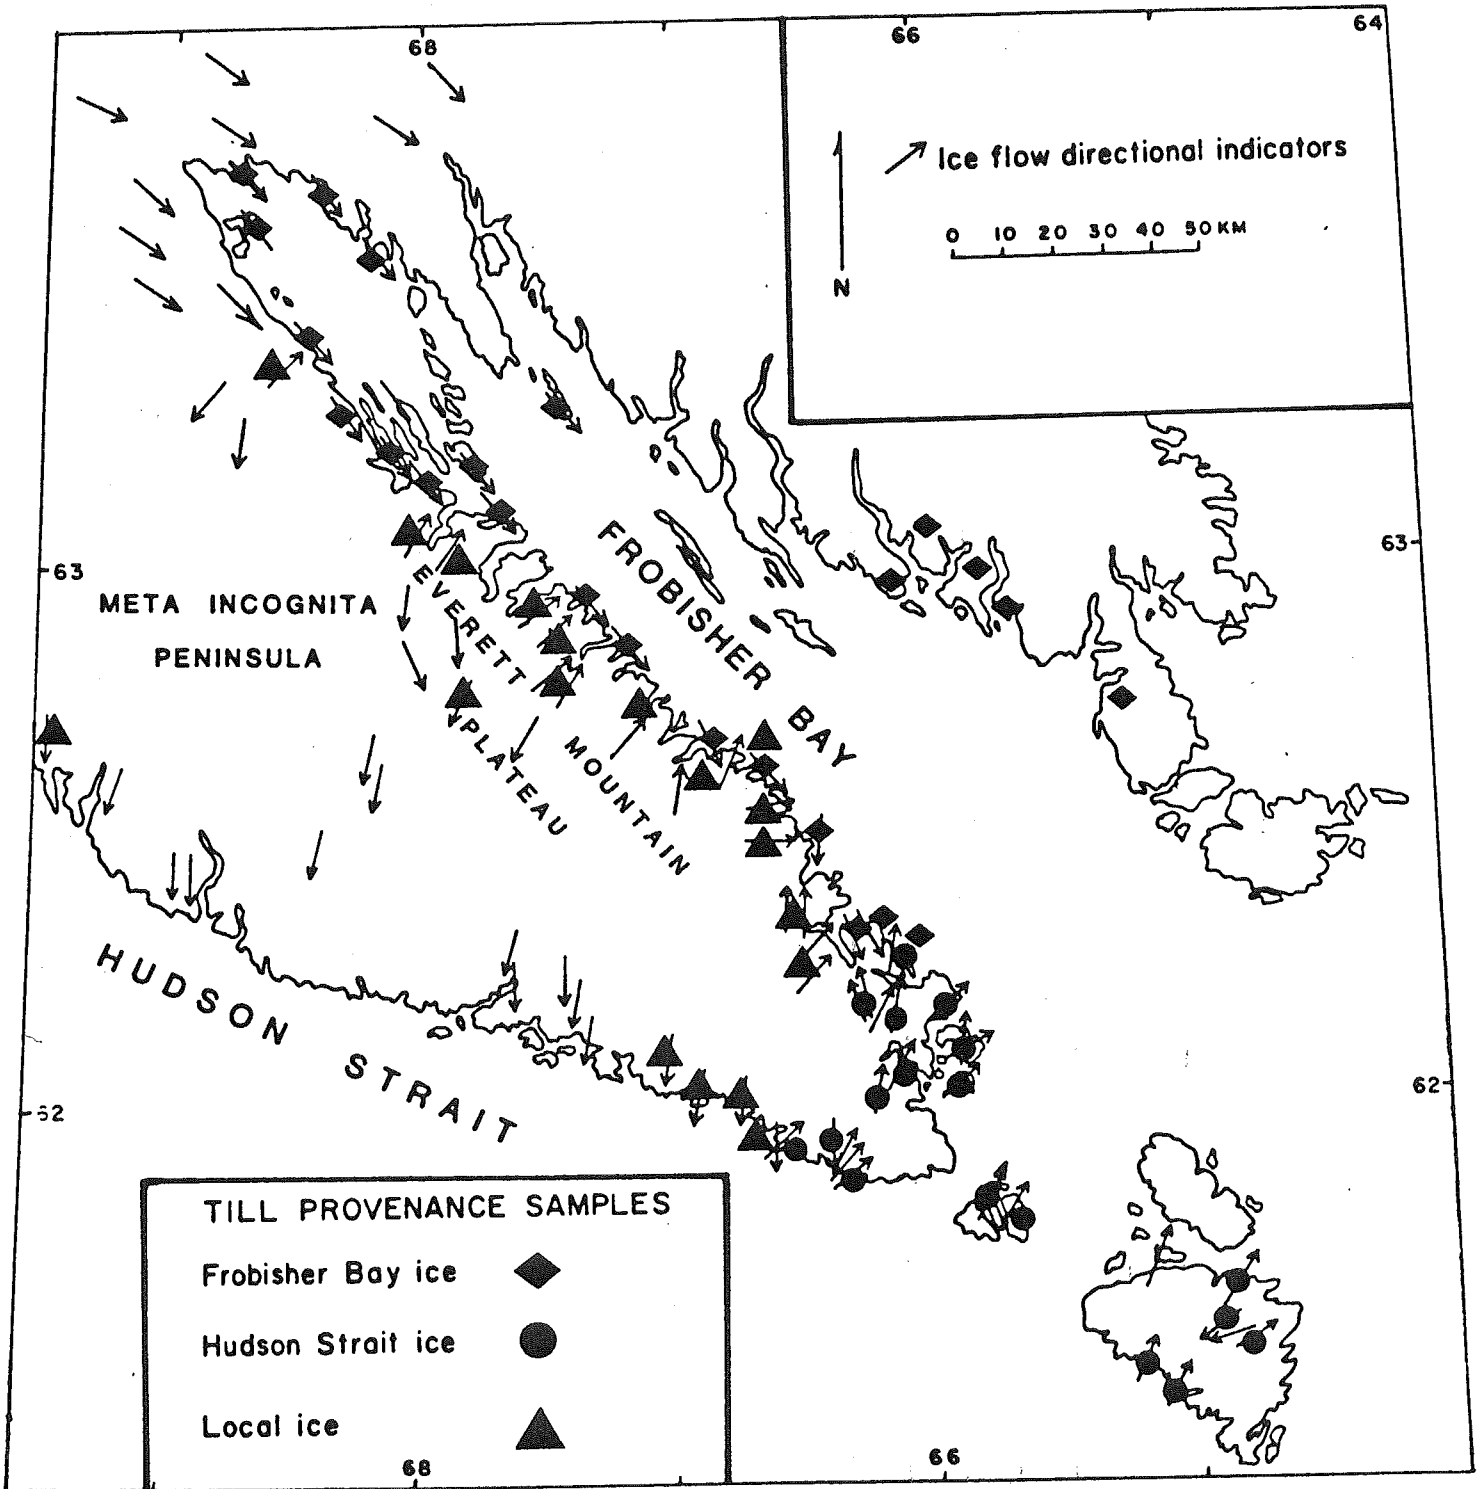 68
66
64
Ice flow directional indicators
0 10 20 30 40 50 KM
N
63
63
META INCOGNITA
PENINSULA
EVERETT
PLATEAU
MOUNTAIN
FROBISHER BAY
HUDSON STRAIT
62
62
TILL PROVENANCE SAMPLES
Frobisher Bay ice
Hudson Strait ice
Local ice
68
66